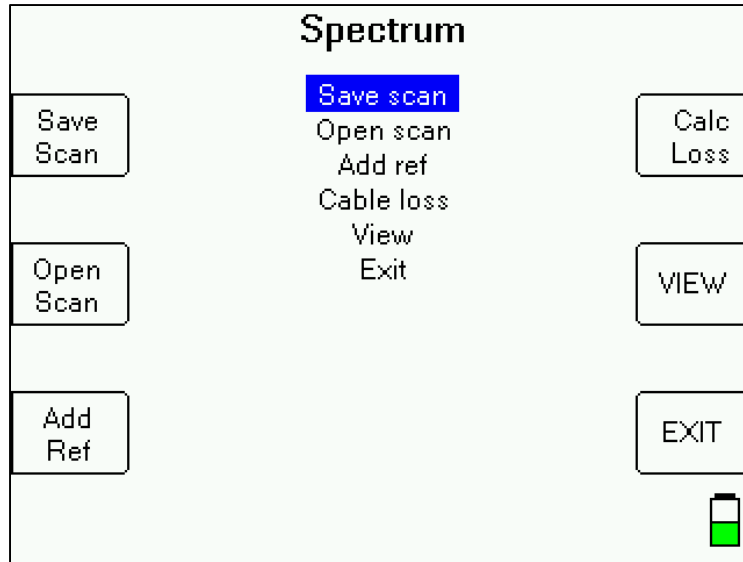 Spectrum
Save scan
Open scan
Add ref
Cable loss
View
Exit
Save
Scan
Open
Scan
Add
Ref
Calc
Loss
VIEW
EXIT